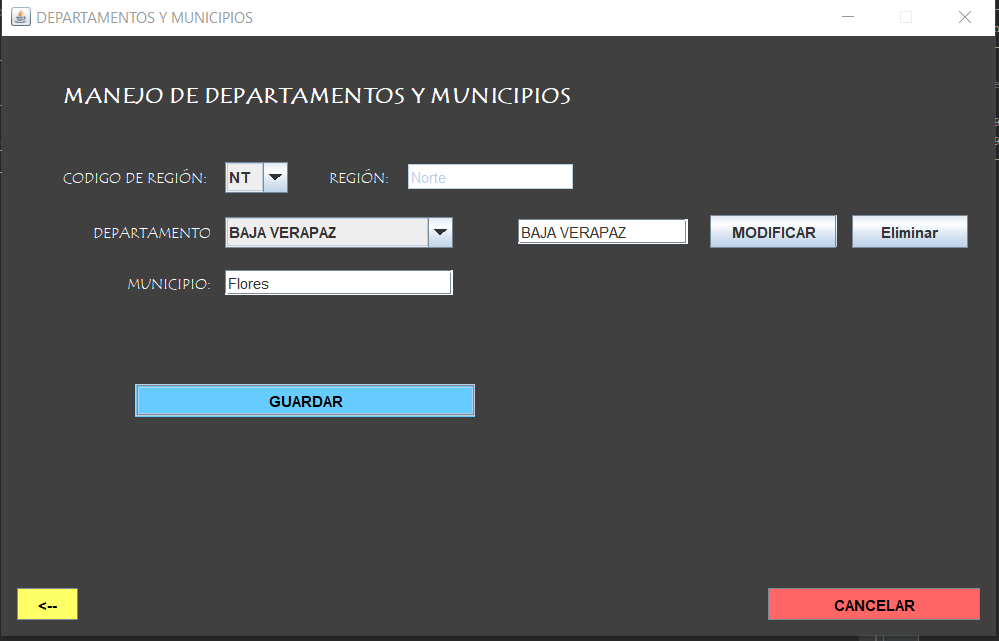 DEPARTAMENTOS Y MUNICIPIOS
MANEJO DE DEPARTAMENTOS Y MUNICIPIOS
CODIGO DE REGIÓN: NT REGIÓN: Norte
DEPARTAMENTO BAJA VERAPAZ BAJA VERAPAZ MODIFICAR Eliminar
MUNICIPIO: Flores
GUARDAR
<-- CANCELAR